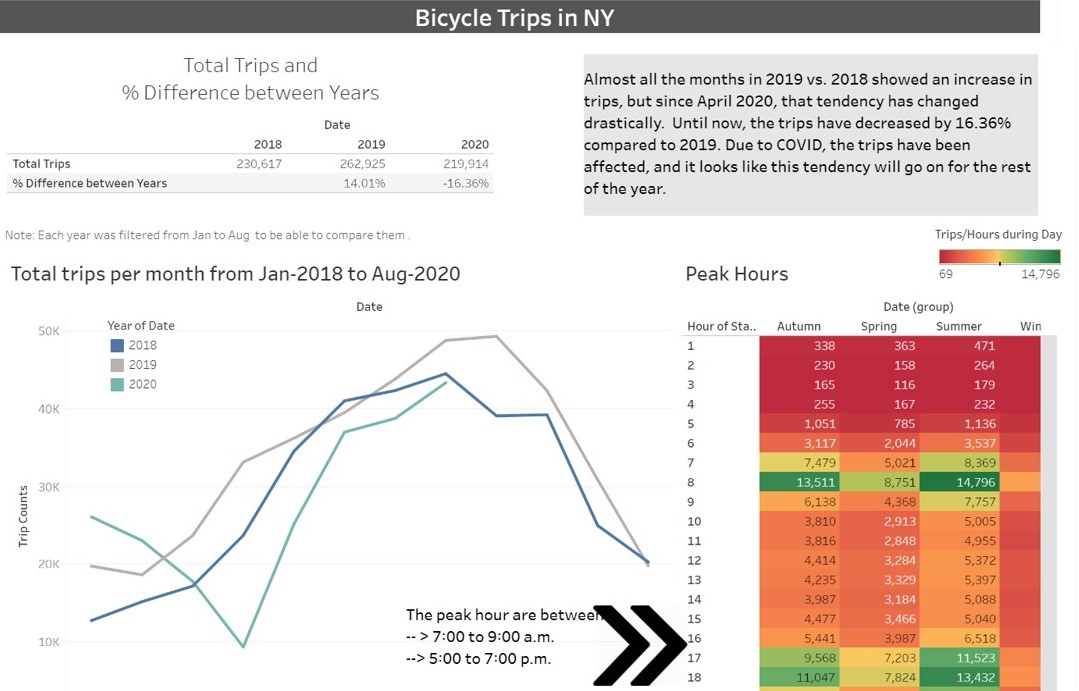 Bicycle Trips in NY
Total Trips and
% Difference between Years
Date
2018 2019 2020
Total Trips 230,617 262,925 219,914
% Difference between Years 14.01% -16.36%
Almost all the months in 2019 vs. 2018 showed an increase in
trips, but since April 2020, that tendency has changed
drastically. Until now, the trips have decreased by 16.36%
compared to 2019. Due to COVID, the trips have been
affected, and it looks like this tendency will go on for the rest
of the year.
Note: Each year was filtered from Jan to Aug to be able to compare them .
Trips/Hours during Day
69 14,796
Total trips per month from Jan-2018 to Aug-2020
Date
Year of Date
2018
2019
2020
Trip Counts
50K
40K
30K
20K
10K
The peak hour are between
-- > 7:00 to 9:00 a.m.
--> 5:00 to 7:00 p.m.
Peak Hours
Date (group)
Hour of Sta.. Autumn Spring Summer Win
1 338 363 471
2 230 158 264
3 165 116 179
4 255 167 232
5 1,051 785 1,136
6 3,117 2,044 3,537
7 7,479 5,021 8,369
8 13,511 8,751 14,796
9 6,138 4,368 7,757
10 3,810 2,913 5,005
11 3,816 2,848 4,955
12 4,414 3,284 5,372
13 4,235 3,329 5,397
14 3,987 3,184 5,088
15 4,477 3,466 5,040
16 5,441 3,987 6,518
17 9,568 7,203 11,523
18 11,047 7,824 13,432